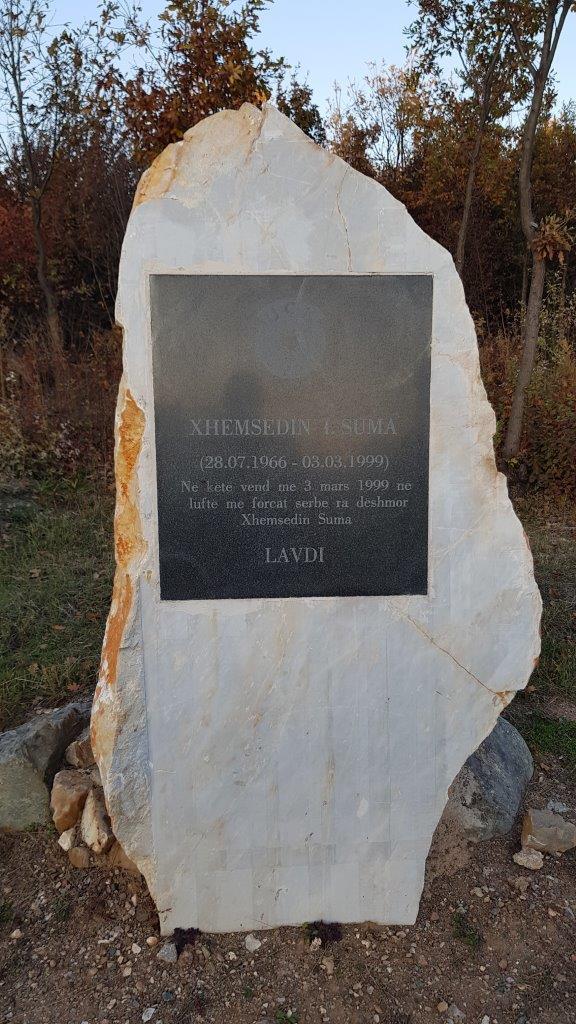 XHEMSEDIN I. SUMA
(28.07.1966 - 03.03.1999)
Në këtë vend më 3 mars 1999 në
luftë me forcat serbe ra dëshmor
Xhemsedin Suma
LAVDI